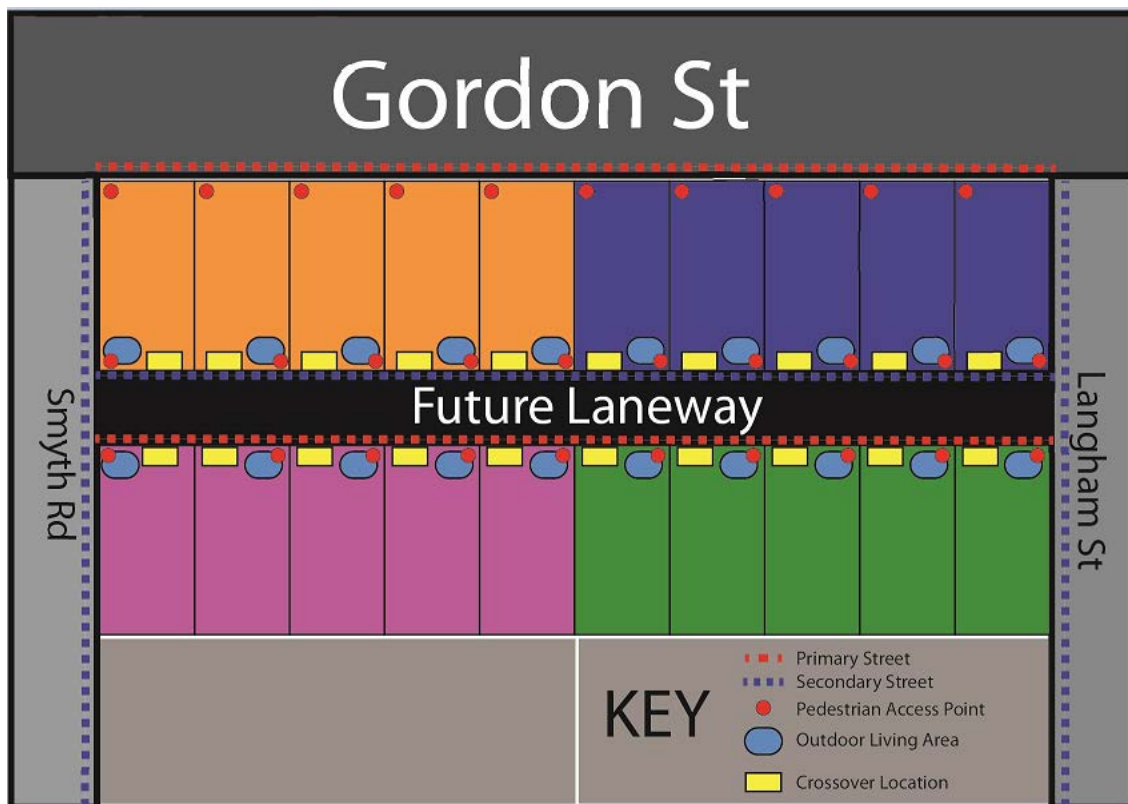 Gordon St
Smyth Rd
Future Laneway
Langham St
KEY
Primary Street
Secondary Street
Pedestrian Access Point
Outdoor Living Area
Crossover Location